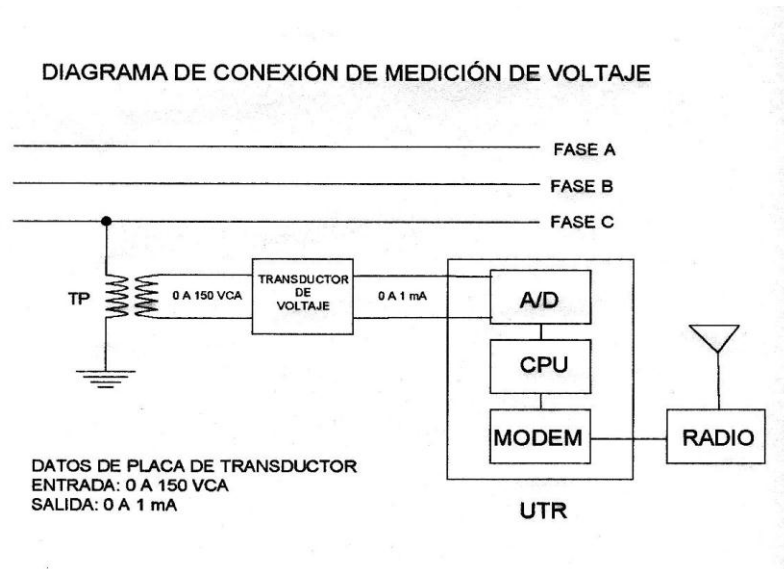 DIAGRAMA DE CONEXIÓN DE MEDICIÓN DE VOLTAJE
FASE A
FASE B
FASE C
TP
0 A 150 VCA
TRANSDUCTOR
DE
VOLTAJE
0 A 1 mA
A/D
CPU
MODEM
RADIO
DATOS DE PLACA DE TRANSDUCTOR
ENTRADA: 0 A 150 VCA
SALIDA: 0 A 1 mA
UTR